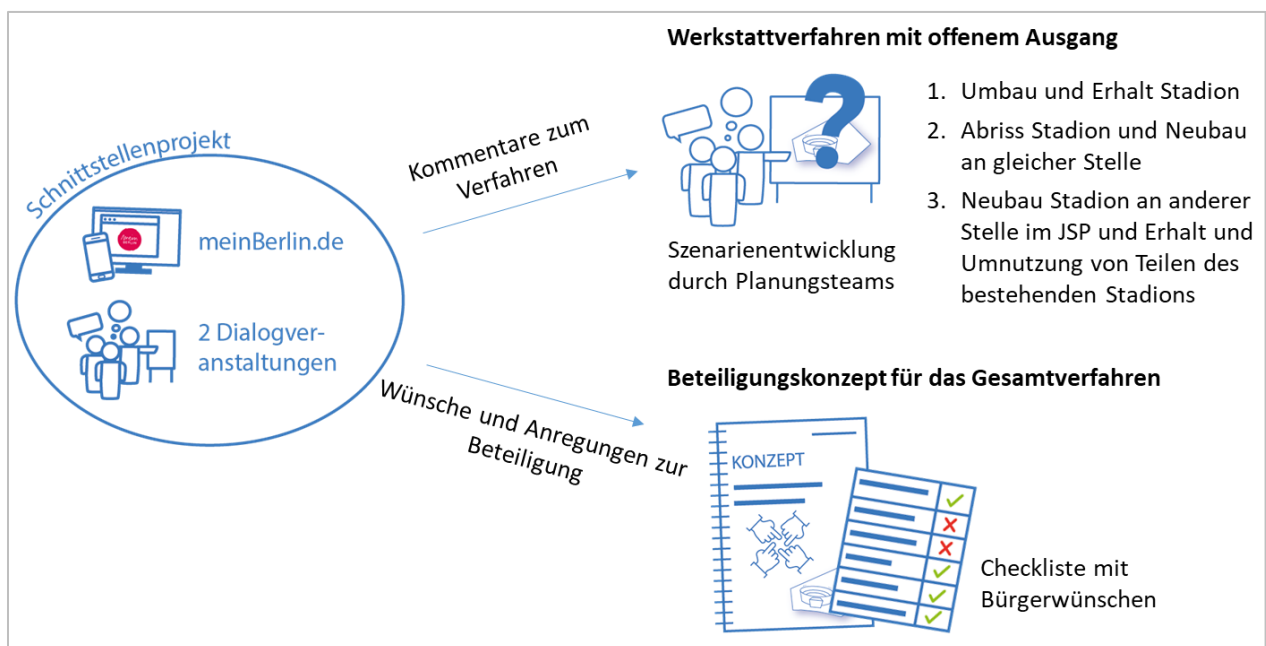 Schnittstellenprojekt
meinBerlin.de
2 Dialogver-
anstaltungen
Kommentare zum
Verfahren
Wünsche und Anregungen zur
Beteiligung
Werkstattverfahren mit offenem Ausgang
?
Szenarienentwicklung
durch Planungsteams
1. Umbau und Erhalt Stadion
2. Abriss Stadion und Neubau
an gleicher Stelle
3. Neubau Stadion an anderer
Stelle im JSP und Erhalt und
Umnutzung von Teilen des
bestehenden Stadions
Beteiligungskonzept für das Gesamtverfahren
KONZEPT
Checkliste mit
Bürgerwünschen